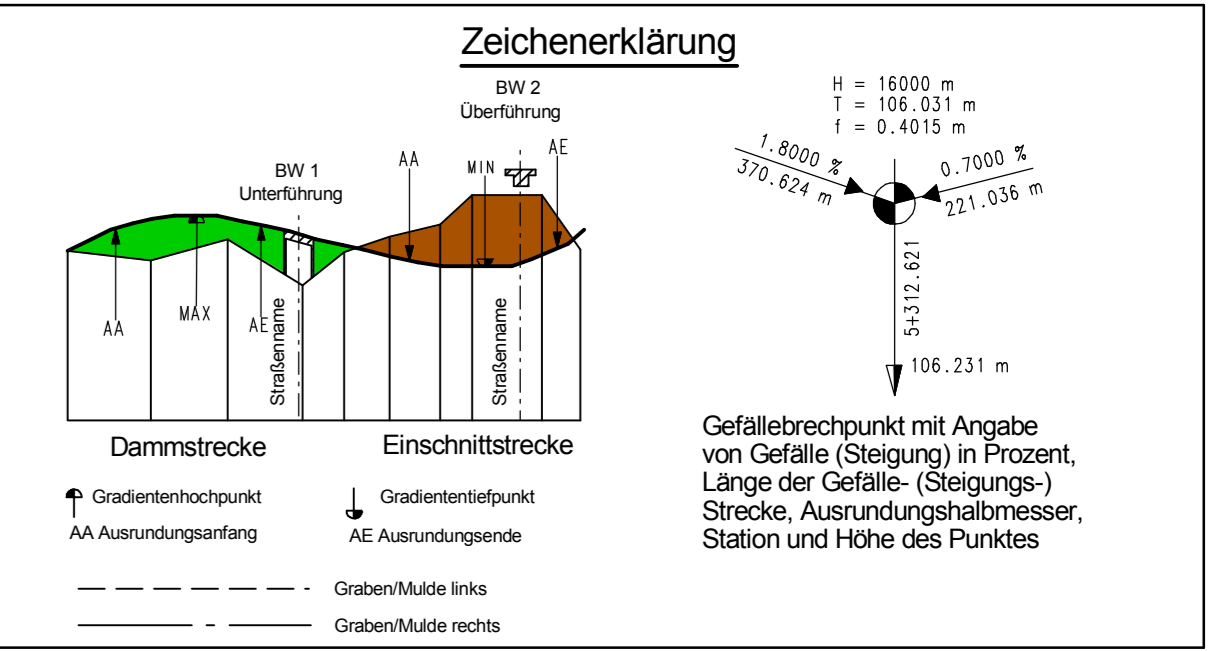 Zeichenerklärung
BW 1
Unterführung
BW 2
Überführung
AA
MAX
AE
AA
MIN
AE
Straßenname
Straßenname
Dammstrecke
Einschnittstrecke
Gradientenhochpunkt
Gradiententiefpunkt
AA Ausrundungsanfang
AE Ausrundungsende
Graben/Mulde links
Graben/Mulde rechts
H = 16000 m
T = 106.031 m
f = 0.4015 m
1.8000 %
370.624 m
0.7000 %
221.036 m
5+312.621
106.231 m
Gefällebrechpunkt mit Angabe
von Gefälle (Steigung) in Prozent,
Länge der Gefälle- (Steigungs-)
Strecke, Ausrundungshalbmesser,
Station und Höhe des Punktes